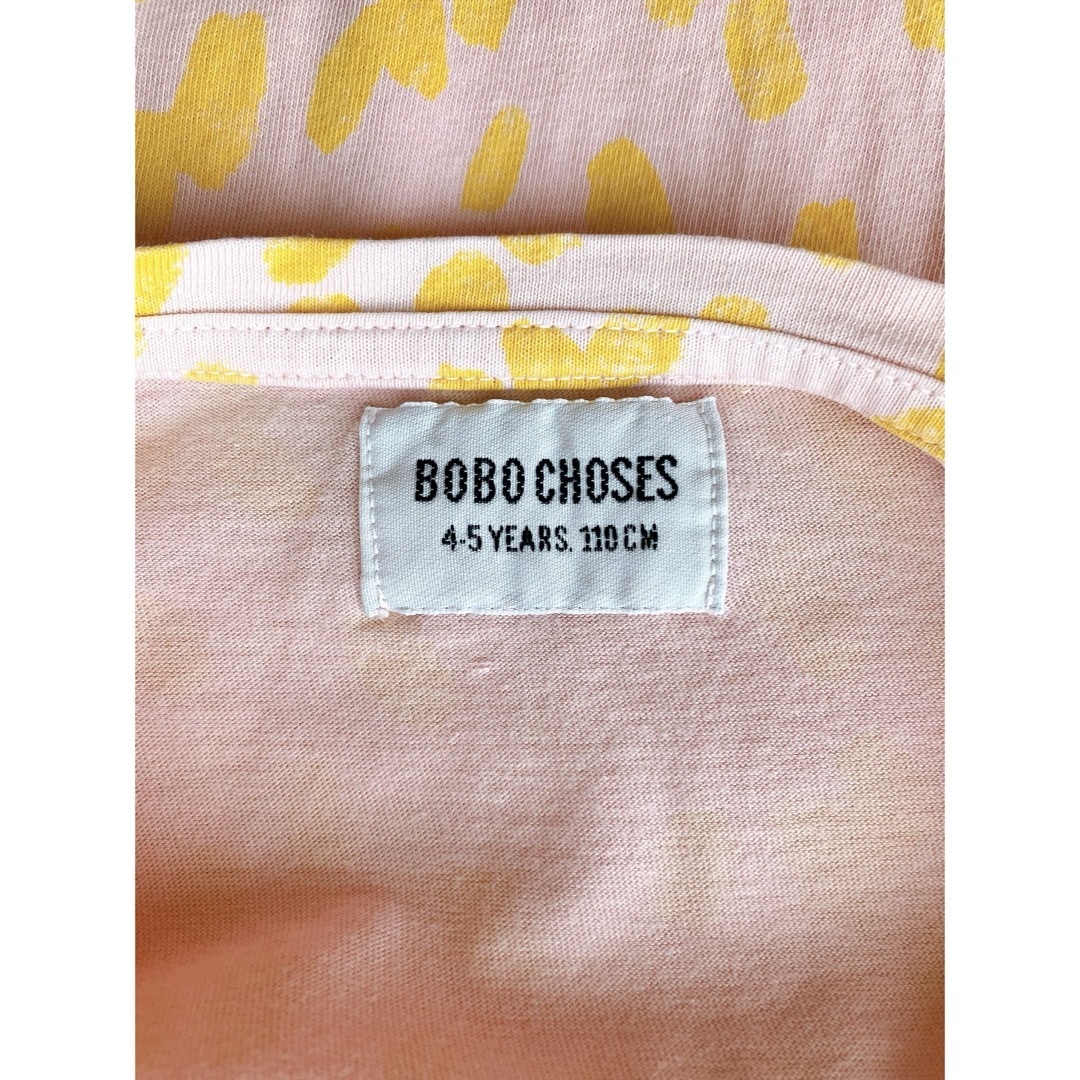 BOBO CHOSES
4-5 YEARS. 110 CM